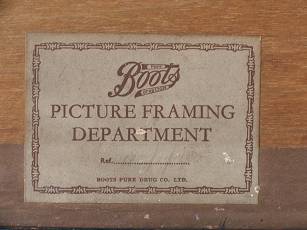 Boots
PICTURE FRAMING
DEPARTMENT
Ref..............................
BOOTS PURE DRUG CO. LTD.